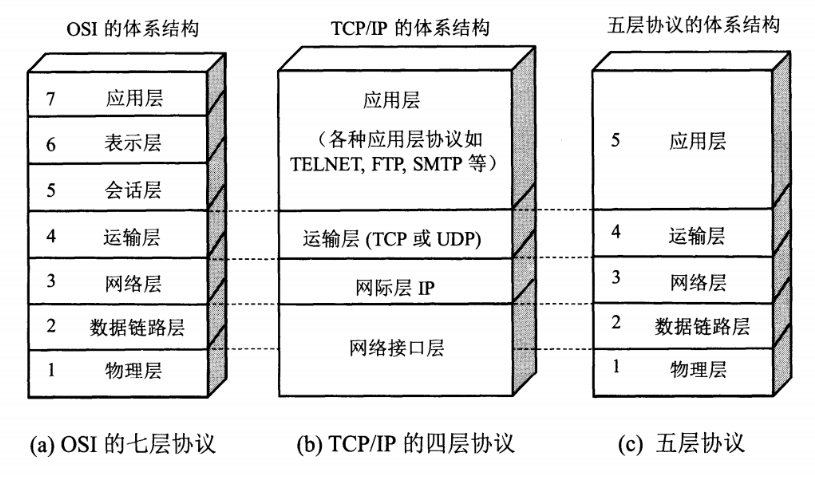 OSI 的体系结构
7 应用层
6 表示层
5 会话层
4 运输层
3 网络层
2 数据链路层
1 物理层
(a) OSI 的七层协议
TCP/IP 的体系结构
应用层
（各种应用层协议如
TELNET, FTP, SMTP 等）
运输层 (TCP 或 UDP)
网际层 IP
网络接口层
(b) TCP/IP 的四层协议
五层协议的体系结构
5 应用层
4 运输层
3 网络层
2 数据链路层
1 物理层
(c) 五层协议